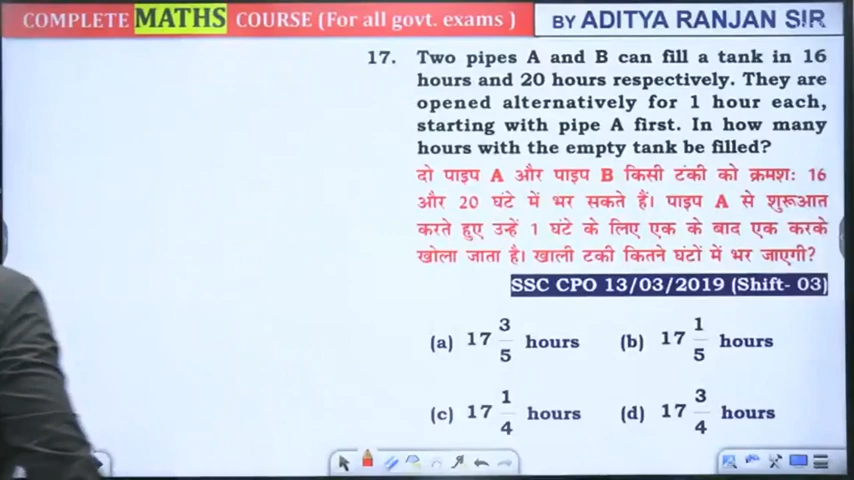 COMPLETE MATHS COURSE (For all govt. exams )
BY ADITYA RANJAN SIR
17. Two pipes A and B can fill a tank in 16
hours and 20 hours respectively. They are
opened alternatively for 1 hour each,
starting with pipe A first. In how many
hours with the empty tank be filled?
दो पाइप A और पाइप B किसी टंकी को क्रमशः 16
और 20 घंटे में भर सकते हैं। पाइप A से शुरूआत
करते हुए उन्हें 1 घंटे के लिए एक के बाद एक करके
खोला जाता है। खाली टकी कितने घंटों में भर जाएगी?
SSC CPO 13/03/2019 (Shift- 03)
(a) 17 3/5 hours (b) 17 1/5 hours
(c) 17 1/4 hours (d) 17 3/4 hours